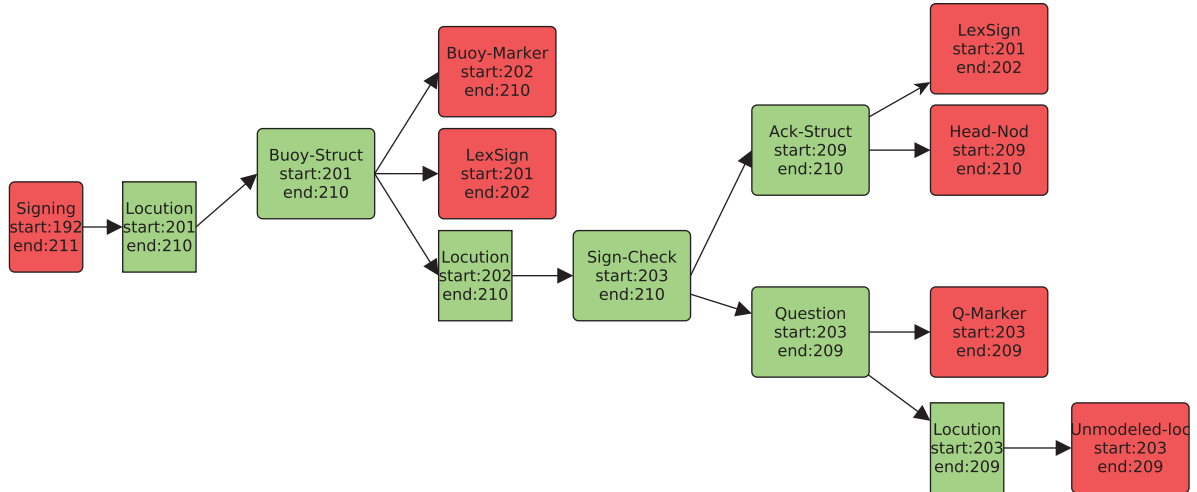 Signing
start:192
end:211
Locution
start:201
end:210
Buoy-Struct
start:201
end:210
Buoy-Marker
start:202
end:210
LexSign
start:201
end:202
Locution
start:202
end:210
Sign-Check
start:203
end:210
Ack-Struct
start:209
end:210
LexSign
start:201
end:202
Head-Nod
start:209
end:210
Question
start:203
end:209
Q-Marker
start:203
end:209
Locution
start:203
end:209
Unmodeled-loc
start:203
end:209